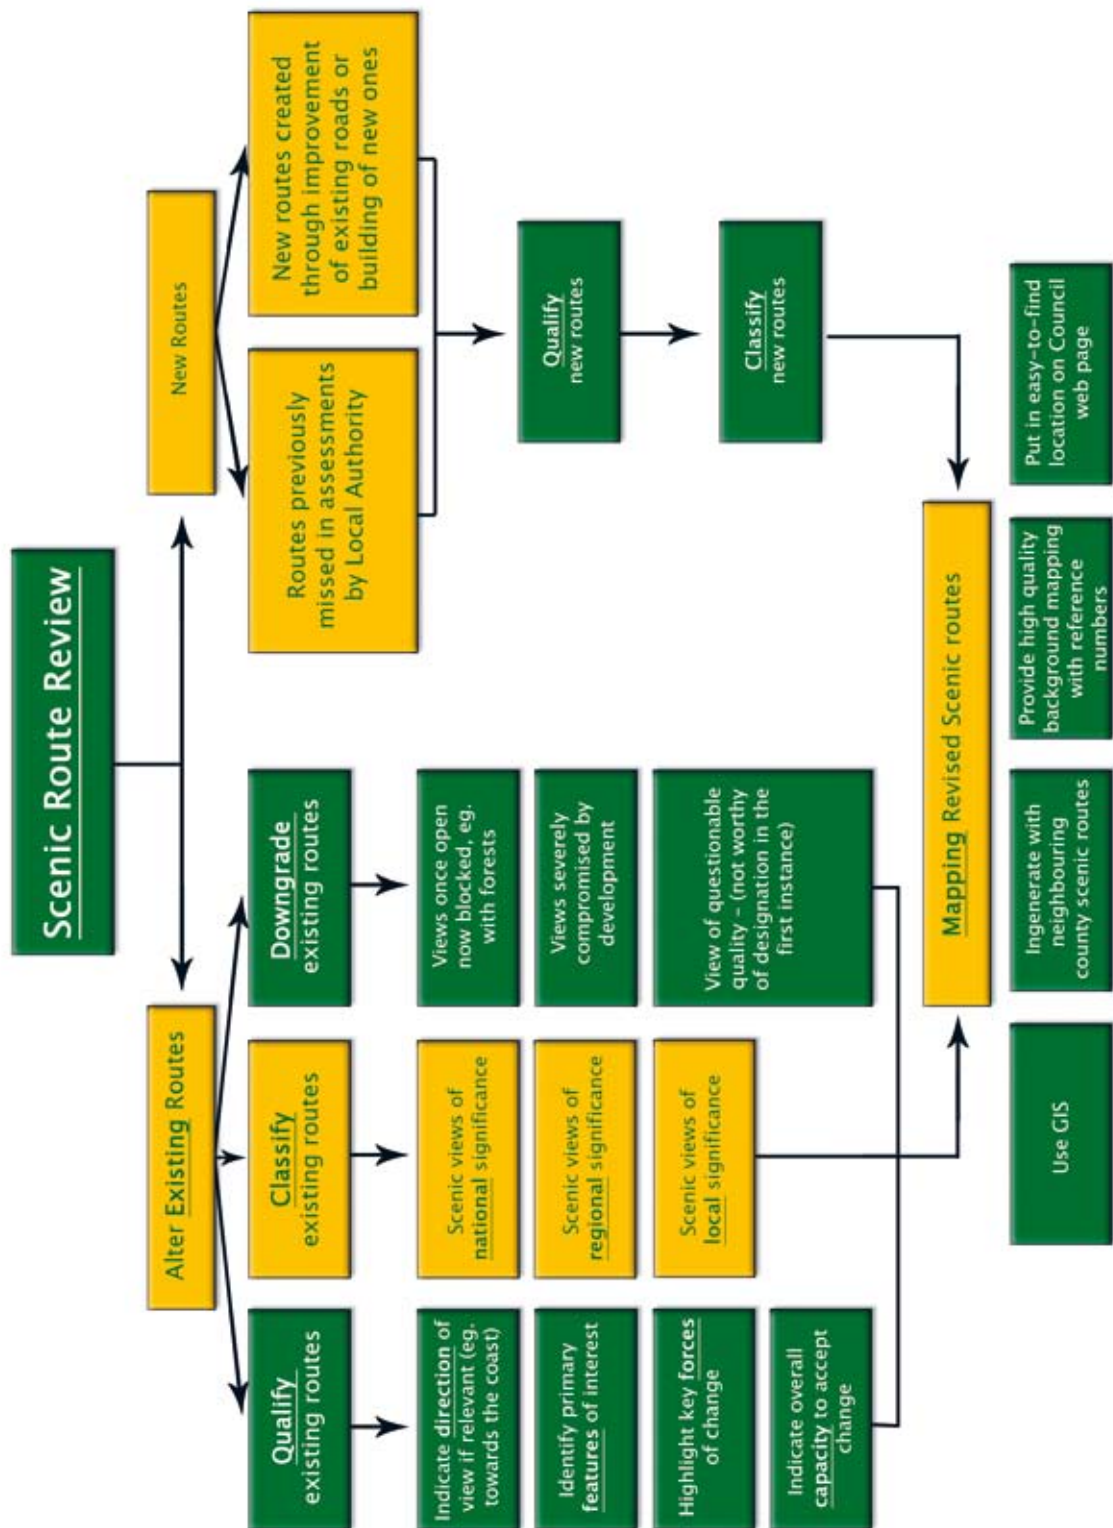 Scenic Route Review
Alter Existing Routes
New Routes
Qualify
existing routes
Classify
existing routes
Downgrade
existing routes
Routes previously
missed in assessments
by Local Authority
New routes created
through improvement
of existing roads or
building of new ones
Indicate direction of
view if relevant (eg.
towards the coast)
Identify primary
features of interest
Highlight key forces
of change
Indicate overall
capacity to accept
change
Scenic views of
national significance
Scenic views of
regional significance
Scenic views of
local significance
Views once open
now blocked, eg.
with forests
Views severely
compromised by
development
View of questionable
quality – (not worthy
of designation in the
first instance)
Qualify
new routes
Classify
new routes
Mapping Revised Scenic routes
Use GIS
Ingenerate with
neighbouring
county scenic routes
Provide high quality
background mapping
with reference
numbers
Put in easy-to-find
location on Council
web page